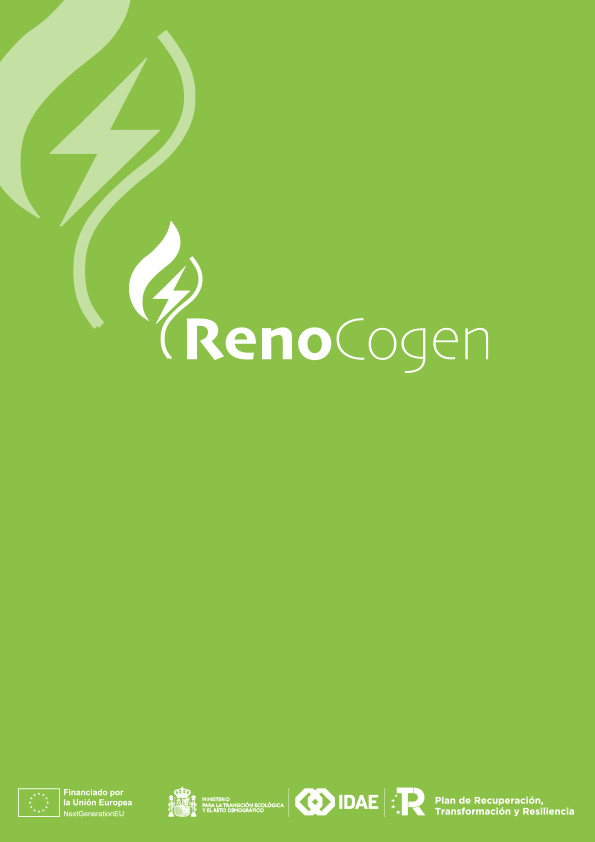 RenoCogen
Financiado por
la Unión Europea
NextGenerationEU
MINISTERIO
PARA LA TRANSICIÓN ECOLÓGICA
Y EL RETO DEMOGRÁFICO
IDAE
TR
Plan de Recuperación,
Transformación y Resiliencia